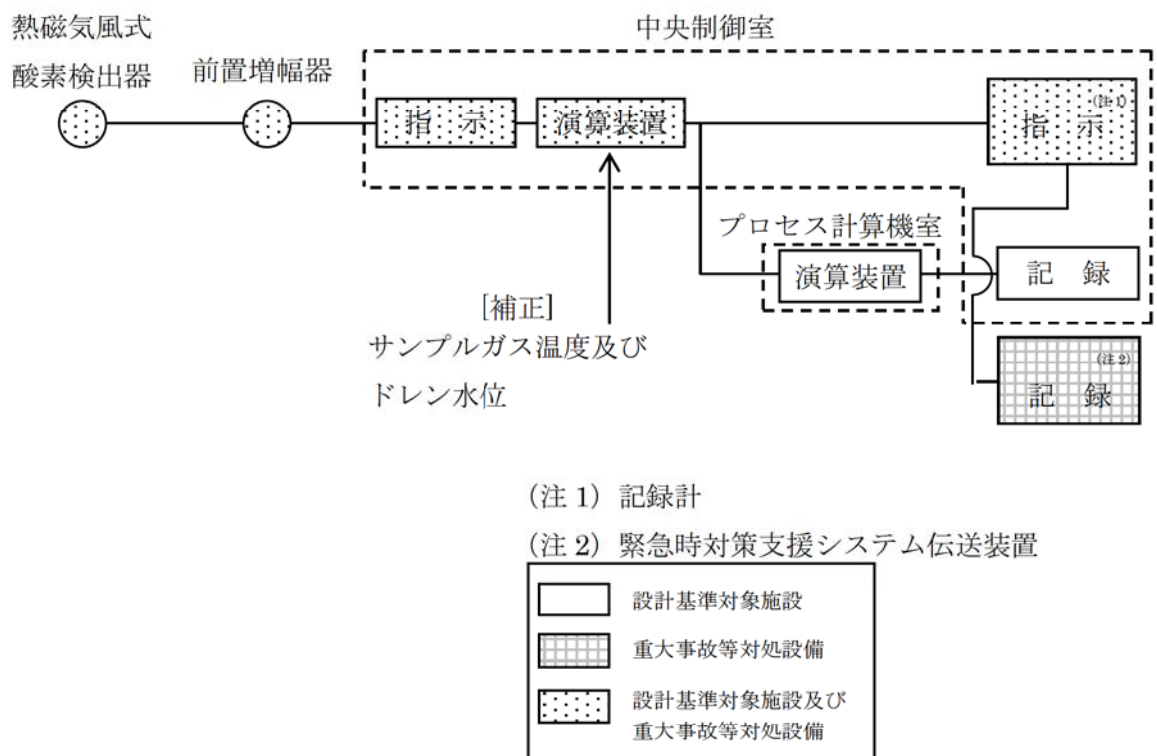 熱磁気風式
酸素検出器
前置増幅器
中央制御室
指 示
演算装置
(注1)
指 示
プロセス計算機室
演算装置
記 録
[補正]
サンプルガス温度及び
ドレン水位
(注2)
記 録
(注 1) 記録計
(注 2) 緊急時対策支援システム伝送装置
設計基準対象施設
重大事故等対処設備
設計基準対象施設及び
重大事故等対処設備